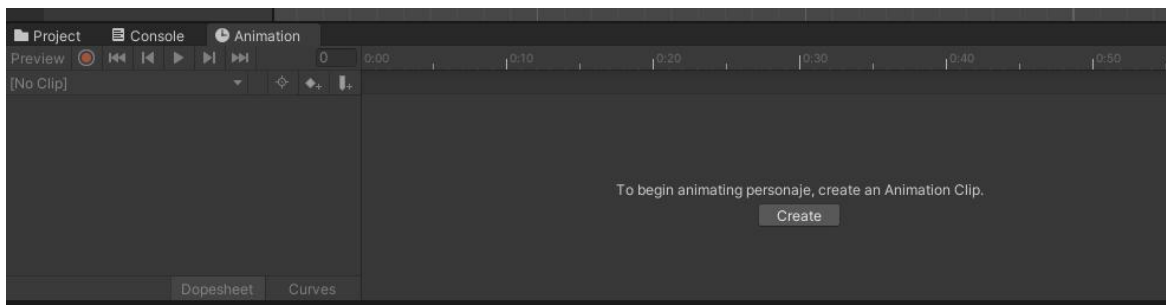 Project Console Animation
Preview 0 0:00 0:10 0:20 0:30 0:40 0:50
[No Clip]
To begin animating personaje, create an Animation Clip.
Create
Dopesheet Curves